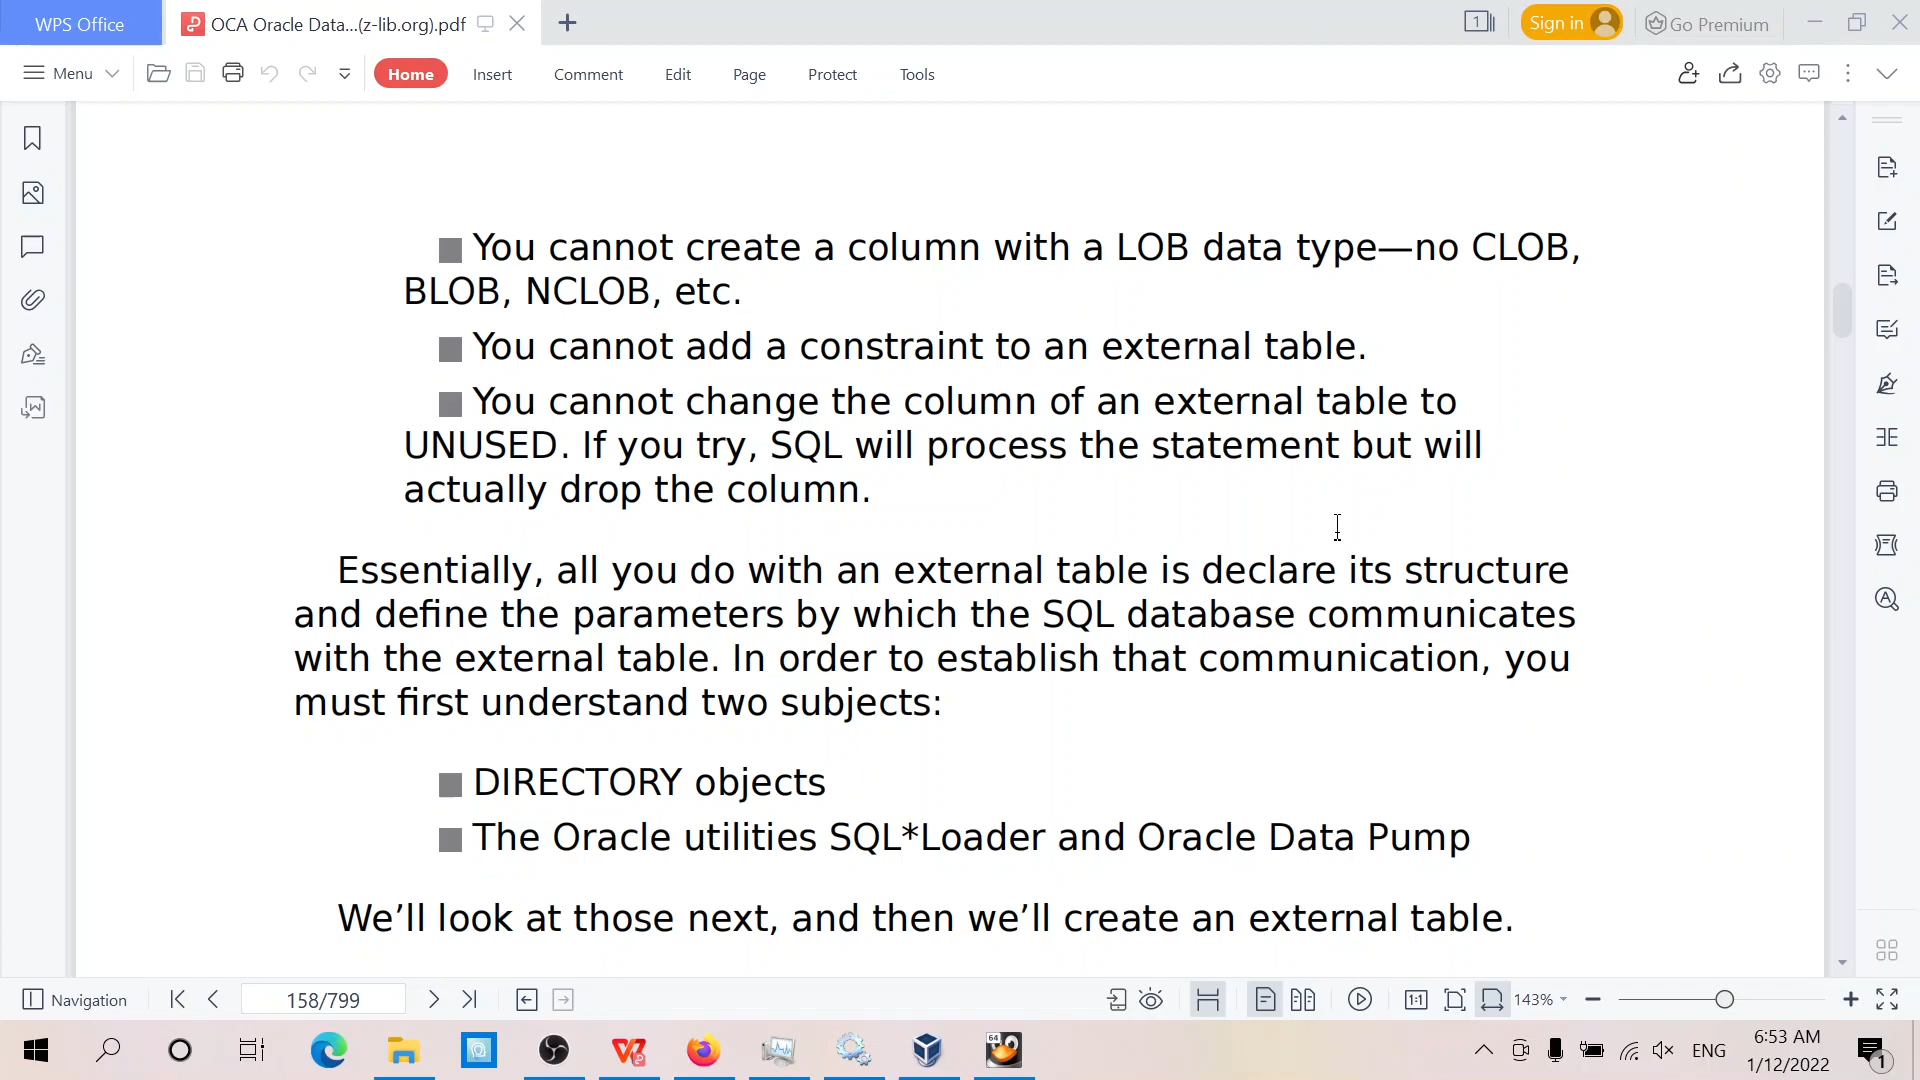 WPS Office
OCA Oracle Data...(z-lib.org).pdf
1
Sign in
Go Premium
Menu
Home
Insert
Comment
Edit
Page
Protect
Tools
You cannot create a column with a LOB data type—no CLOB,
BLOB, NCLOB, etc.
You cannot add a constraint to an external table.
You cannot change the column of an external table to
UNUSED. If you try, SQL will process the statement but will
actually drop the column.
Essentially, all you do with an external table is declare its structure
and define the parameters by which the SQL database communicates
with the external table. In order to establish that communication, you
must first understand two subjects:
DIRECTORY objects
The Oracle utilities SQL*Loader and Oracle Data Pump
We’ll look at those next, and then we’ll create an external table.
Navigation
158/799
1:1
143%
64
ENG
6:53 AM
1/12/2022
1